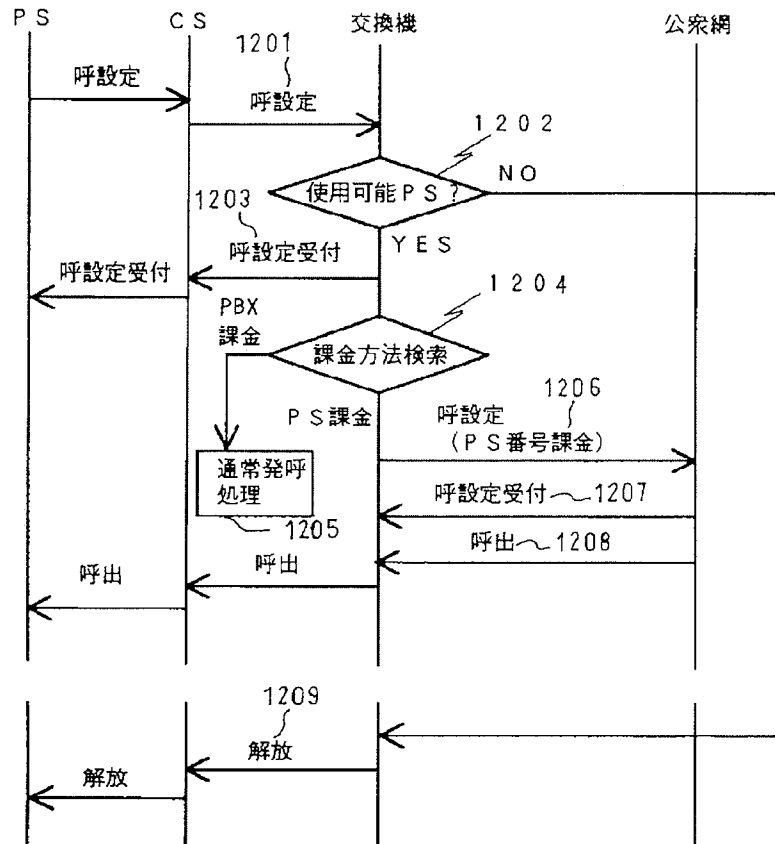 ＰＳ
ＣＳ
交換機
公衆網
1201
呼設定
呼設定
1202
使用可能ＰＳ？
ＮＯ
1203
ＹＥＳ
呼設定受付
呼設定受付
1204
PBX
課金
課金方法検索
1206
ＰＳ課金
呼設定
（ＰＳ番号課金）
通常発呼
処理
1205
呼設定受付 1207
呼出 1208
呼出
呼出
1209
解放
解放